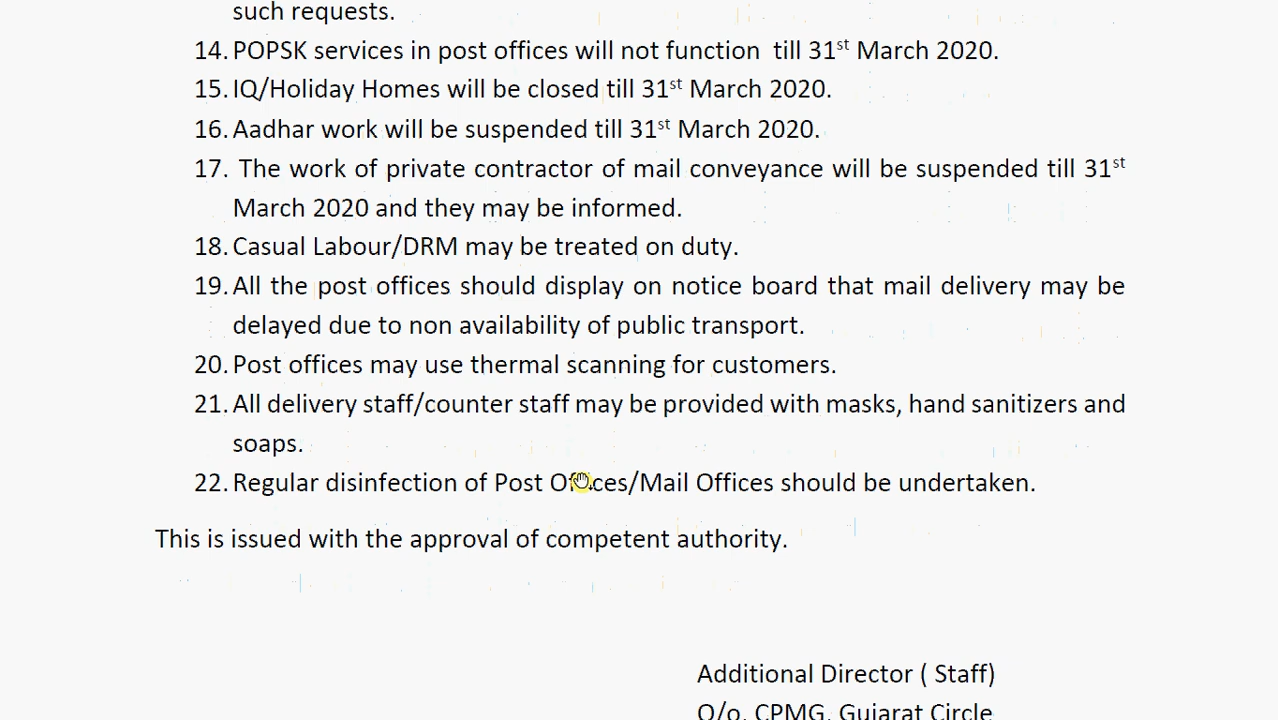 such requests.
14. POPSK services in post offices will not function till 31st March 2020.
15. IQ/Holiday Homes will be closed till 31st March 2020.
16. Aadhar work will be suspended till 31st March 2020.
17. The work of private contractor of mail conveyance will be suspended till 31st
March 2020 and they may be informed.
18. Casual Labour/DRM may be treated on duty.
19. All the post offices should display on notice board that mail delivery may be
delayed due to non availability of public transport.
20. Post offices may use thermal scanning for customers.
21. All delivery staff/counter staff may be provided with masks, hand sanitizers and
soaps.
22. Regular disinfection of Post Offices/Mail Offices should be undertaken.
This is issued with the approval of competent authority.
Additional Director ( Staff)
O/o. CPMG, Gujarat Circle